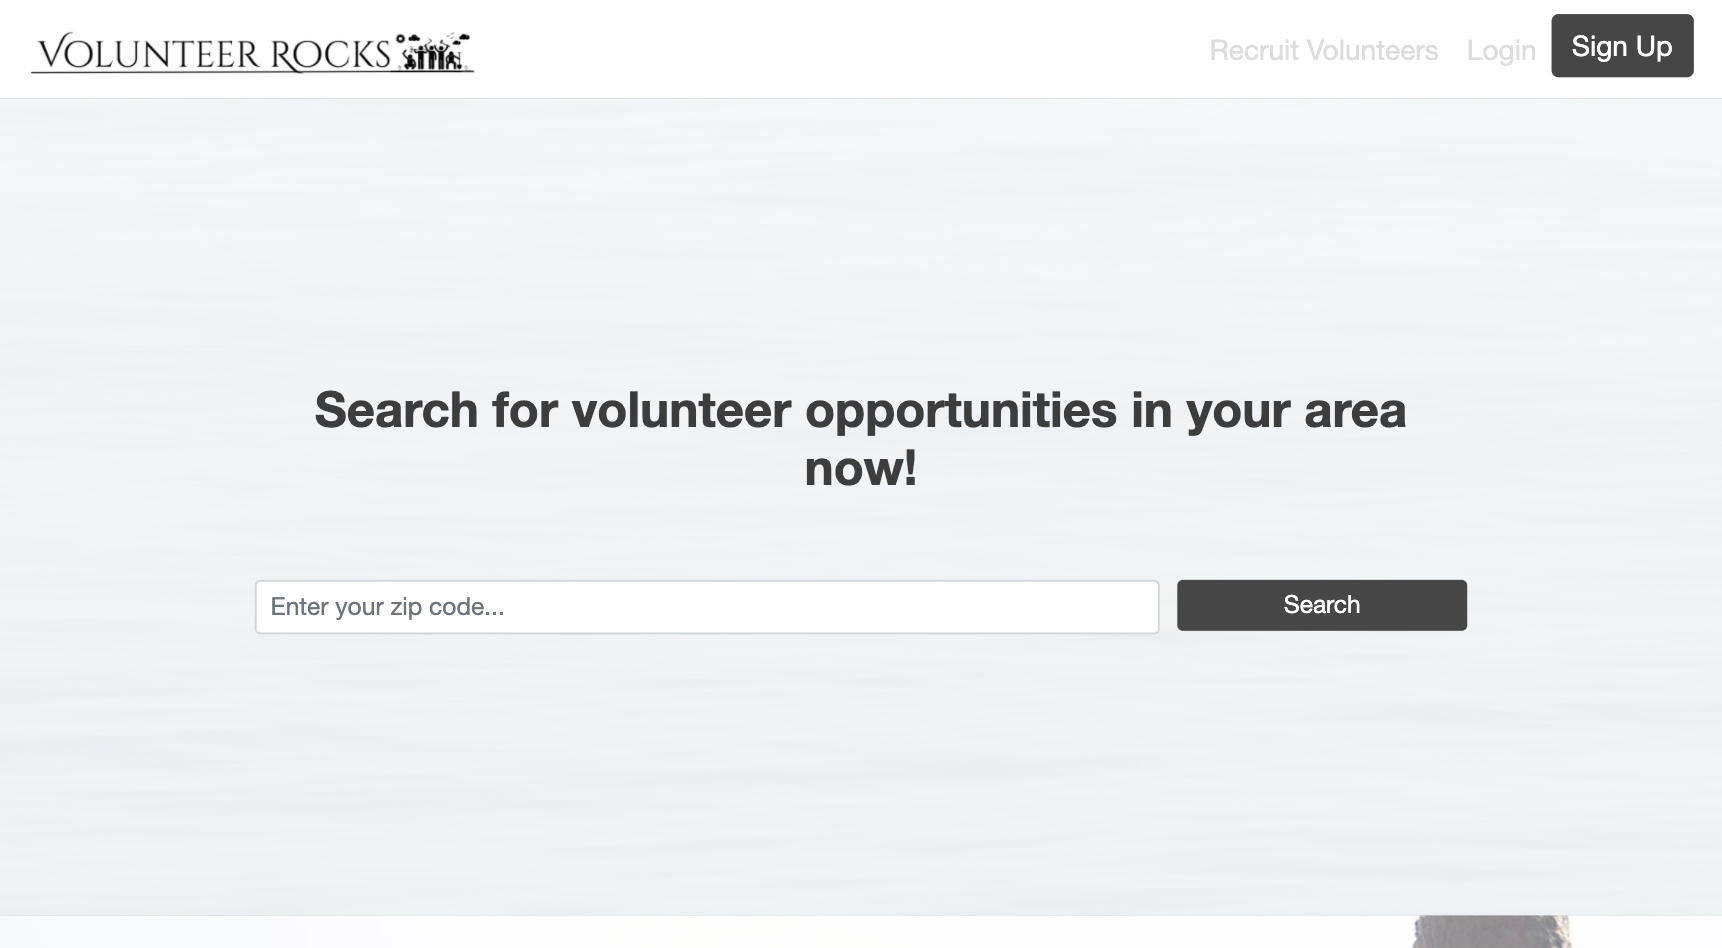 VOLUNTEER ROCKS
Recruit Volunteers
Login
Sign Up
Search for volunteer opportunities in your area
now!
Enter your zip code...
Search